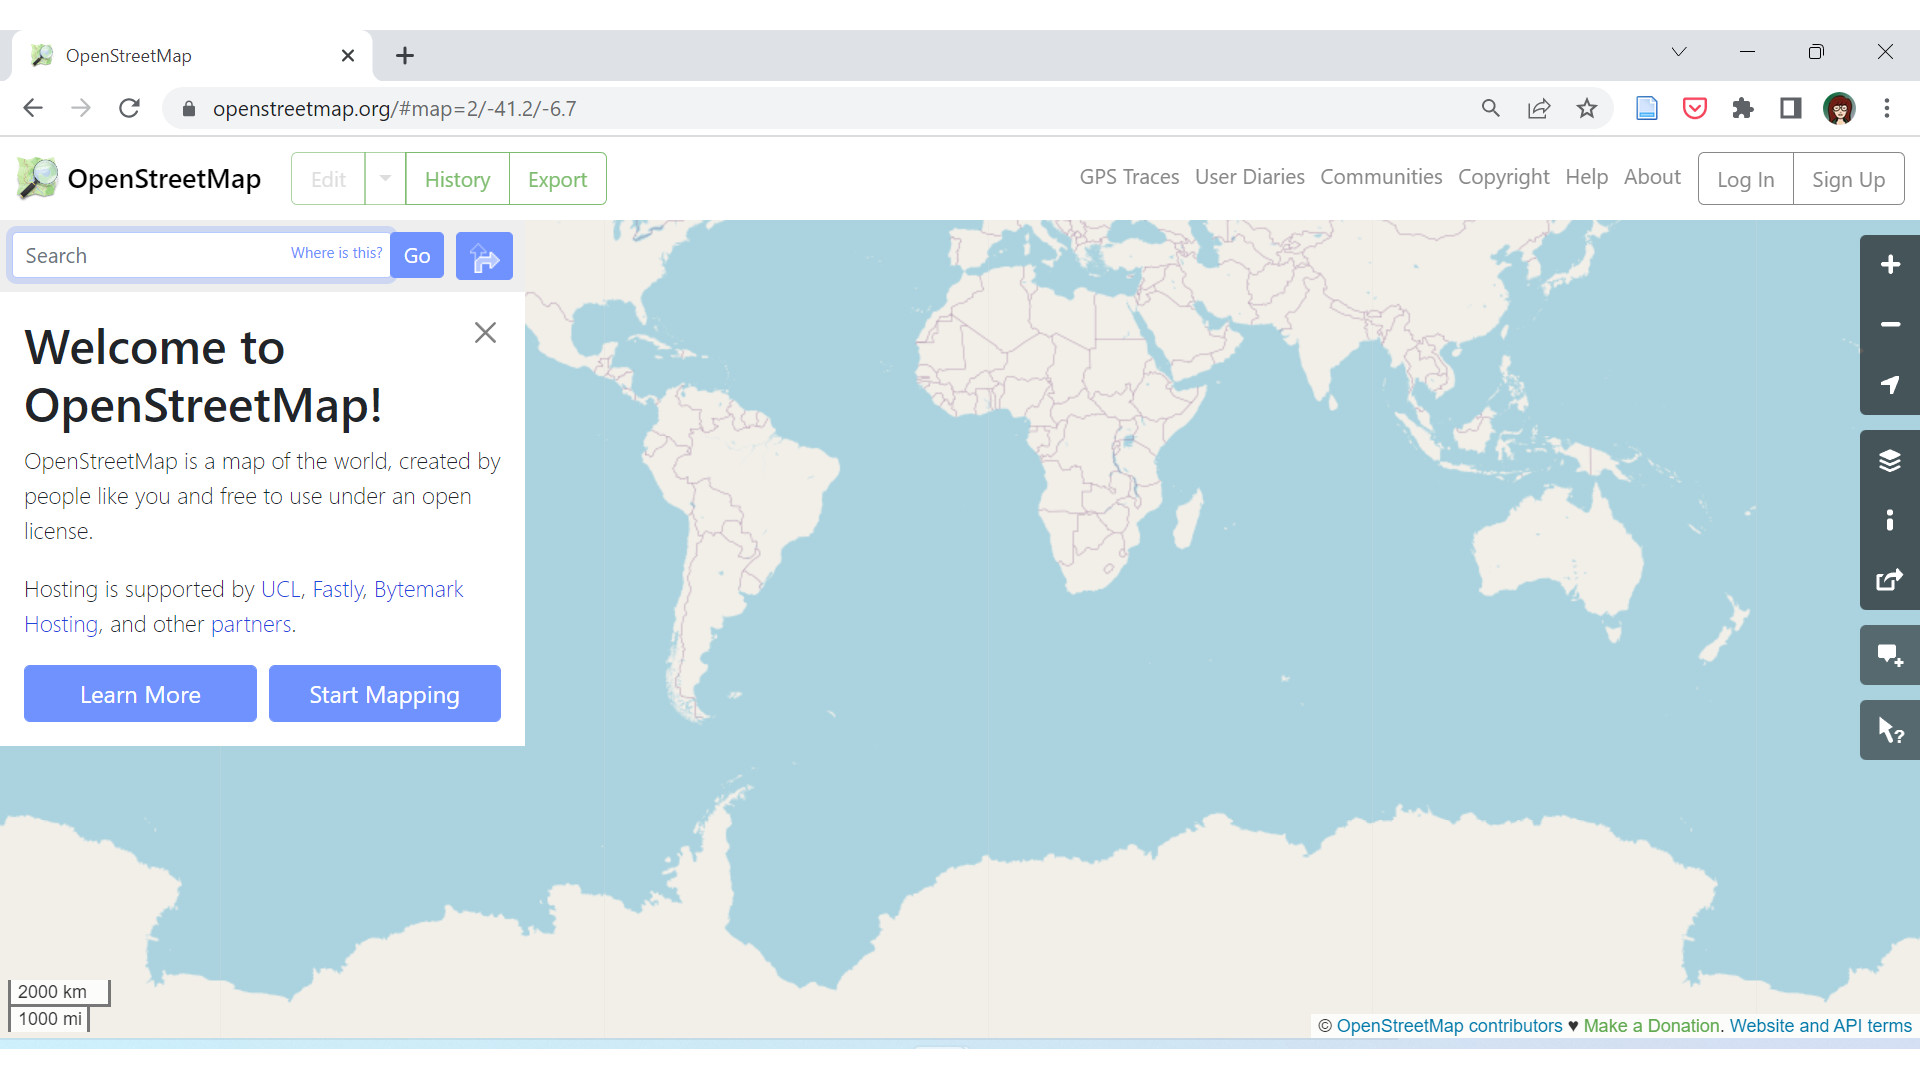 OpenStreetMap
openstreetmap.org/#map=2/-41.2/-6.7
OpenStreetMap Edit History Export GPS Traces User Diaries Communities Copyright Help About Log In Sign Up
Search Where is this? Go
Welcome to
OpenStreetMap!
OpenStreetMap is a map of the world, created by
people like you and free to use under an open
license.
Hosting is supported by UCL, Fastly, Bytemark
Hosting, and other partners.
Learn More Start Mapping
2000 km
1000 mi
© OpenStreetMap contributors ♥ Make a Donation. Website and API terms